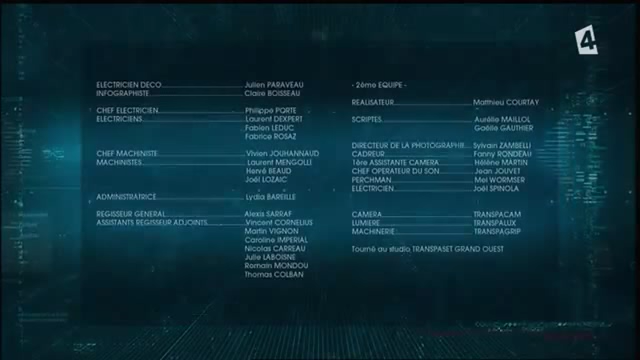 4
ELECTRICIEN DECO Julien PARAVEAU
INFOGRAPHISTE Claire BOISSEAU
CHEF ELECTRICIEN Philippe PORTE
ELECTRICIENS Laurent DEXPERT
Fabien LEDUC
Fabrice ROSAZ
CHEF MACHINISTE Vivien JOUHANNAUD
MACHINISTES Laurent MENGOLLI
Hervé BEAUD
Joël LOZAIC
ADMINISTRATRICE Lydia BAREILLE
REGISSEUR GENERAL Alexis SARRAF
ASSISTANTS REGISSEUR ADJOINTS Vincent CORNELIUS
Martin VIGNON
Caroline IMPERIAL
Nicolas CARREAU
Julie LABOISNE
Romain MONDOU
Thomas COLBAN
- 2ème EQUIPE -
REALISATEUR Matthieu COURTAY
SCRIPTES Aurélie MAILLOL
Gaëlle GAUTHIER
DIRECTEUR DE LA PHOTOGRAPHIE Sylvain ZAMBELLI
CADREUR Fanny RONDEAU
1ère ASSISTANTE CAMERA Hélène MARTIN
CHEF OPERATEUR DU SON Jean JOUVET
PERCHMAN Mel WORMSER
ELECTRICIEN Joël SPINOLA
CAMERA TRANSPACAM
LUMIERE TRANSPALUX
MACHINERIE TRANSPAGRIP
Tourné au studio TRANSPASET GRAND OUEST